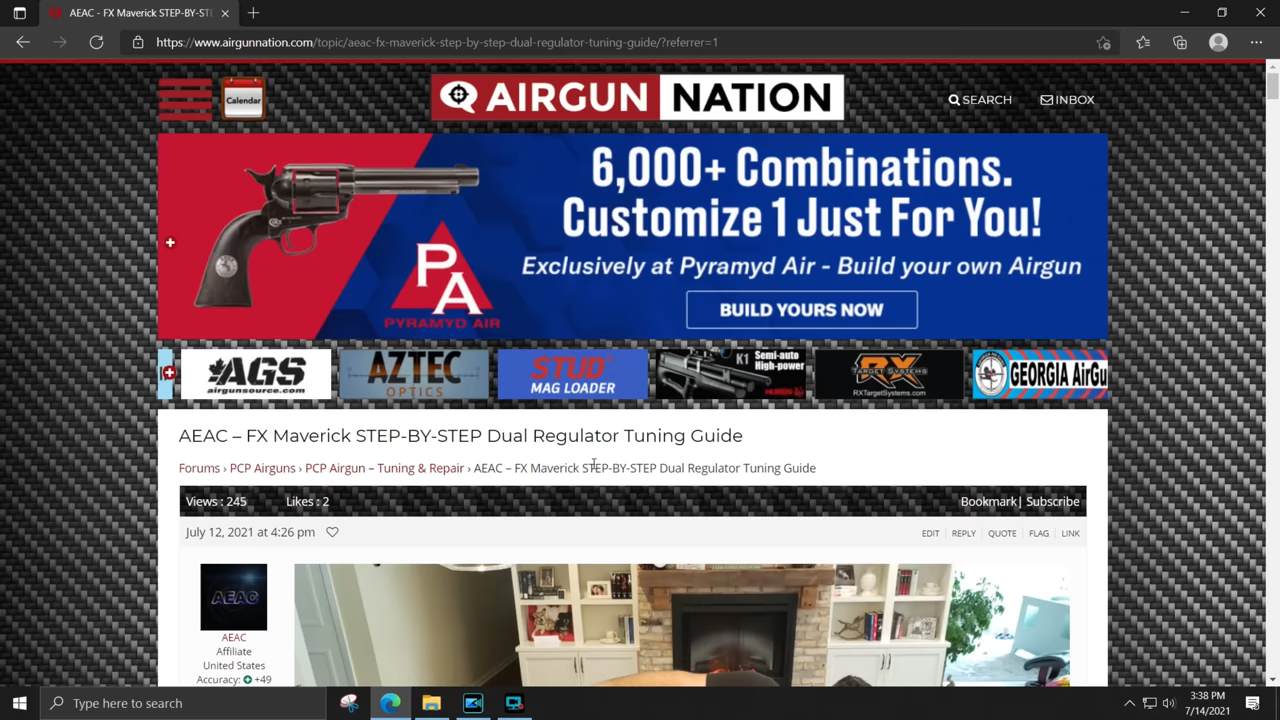 AEAC - FX Maverick STEP-BY-ST
https://www.airgunnation.com/topic/aeac-fx-maverick-step-by-step-dual-regulator-tuning-guide/?referrer=1
Calendar
AIRGUN NATION
SEARCH
INBOX
6,000+ Combinations.
Customize 1 Just For You!
Exclusively at Pyramyd Air - Build your own Airgun
PA
PYRAMYD AIR
BUILD YOURS NOW
AGS
airgunsource.com
AZTEC
OPTICS
STUD
MAG LOADER
K1 Semi-auto
High-power
RX
TARGET SYSTEMS
RXTargetSystems.com
GEORGIA AirGu
AEAC – FX Maverick STEP-BY-STEP Dual Regulator Tuning Guide
Forums › PCP Airguns › PCP Airgun – Tuning & Repair › AEAC – FX Maverick STEP-BY-STEP Dual Regulator Tuning Guide
Views : 245 Likes : 2 Bookmark| Subscribe
July 12, 2021 at 4:26 pm EDIT | REPLY | QUOTE | FLAG | LINK
AEAC
AEAC
Affiliate
United States
Accuracy: +49
Type here to search
3:38 PM
7/14/2021